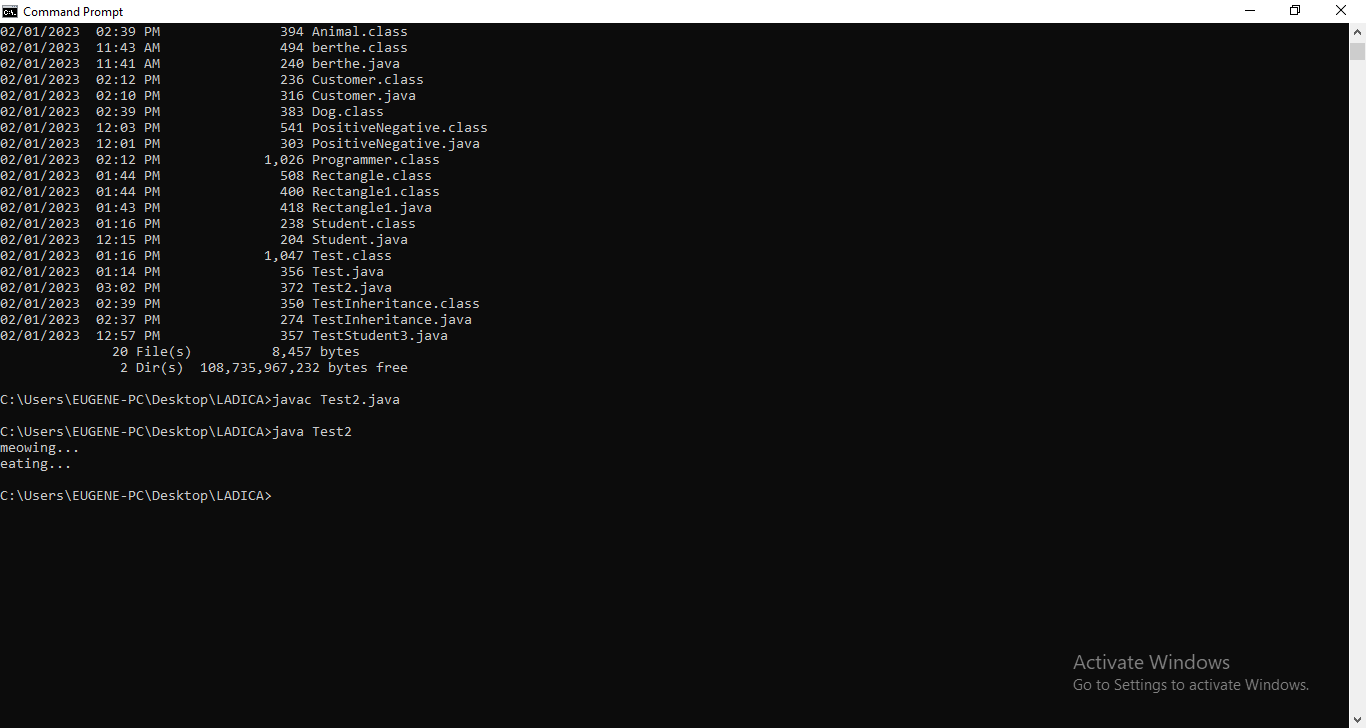 Command Prompt
02/01/2023  02:39 PM               394 Animal.class
02/01/2023  11:43 AM               494 berthe.class
02/01/2023  11:41 AM               240 berthe.java
02/01/2023  02:12 PM               236 Customer.class
02/01/2023  02:10 PM               316 Customer.java
02/01/2023  02:39 PM               383 Dog.class
02/01/2023  12:03 PM               541 PositiveNegative.class
02/01/2023  12:01 PM               303 PositiveNegative.java
02/01/2023  02:12 PM             1,026 Programmer.class
02/01/2023  01:44 PM               508 Rectangle.class
02/01/2023  01:44 PM               400 Rectangle1.class
02/01/2023  01:43 PM               418 Rectangle1.java
02/01/2023  01:16 PM               238 Student.class
02/01/2023  12:15 PM               204 Student.java
02/01/2023  01:16 PM             1,047 Test.class
02/01/2023  01:14 PM               356 Test.java
02/01/2023  03:02 PM               372 Test2.java
02/01/2023  02:39 PM               350 TestInheritance.class
02/01/2023  02:37 PM               274 TestInheritance.java
02/01/2023  12:57 PM               357 TestStudent3.java
              20 File(s)          8,457 bytes
               2 Dir(s)  108,735,967,232 bytes free
C:\Users\EUGENE-PC\Desktop\LADICA>javac Test2.java
C:\Users\EUGENE-PC\Desktop\LADICA>java Test2
meowing...
eating...
C:\Users\EUGENE-PC\Desktop\LADICA>
Activate Windows
Go to Settings to activate Windows.